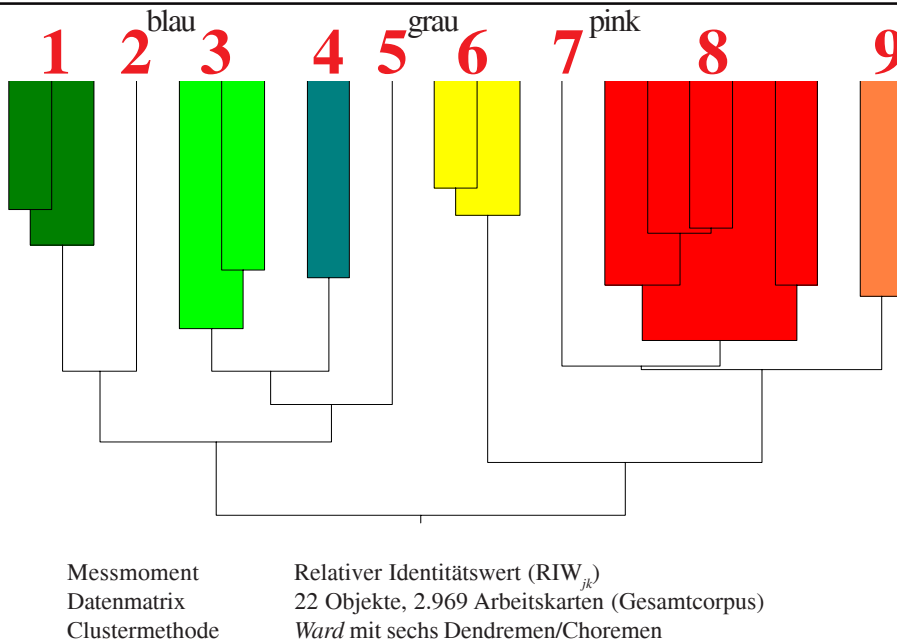 blau grau pink
1 2 3 4 5 6 7 8 9
Messmoment Relativer Identitätswert (RIWjk)
Datenmatrix 22 Objekte, 2.969 Arbeitskarten (Gesamtcorpus)
Clustermethode Ward mit sechs Dendremen/Choremen